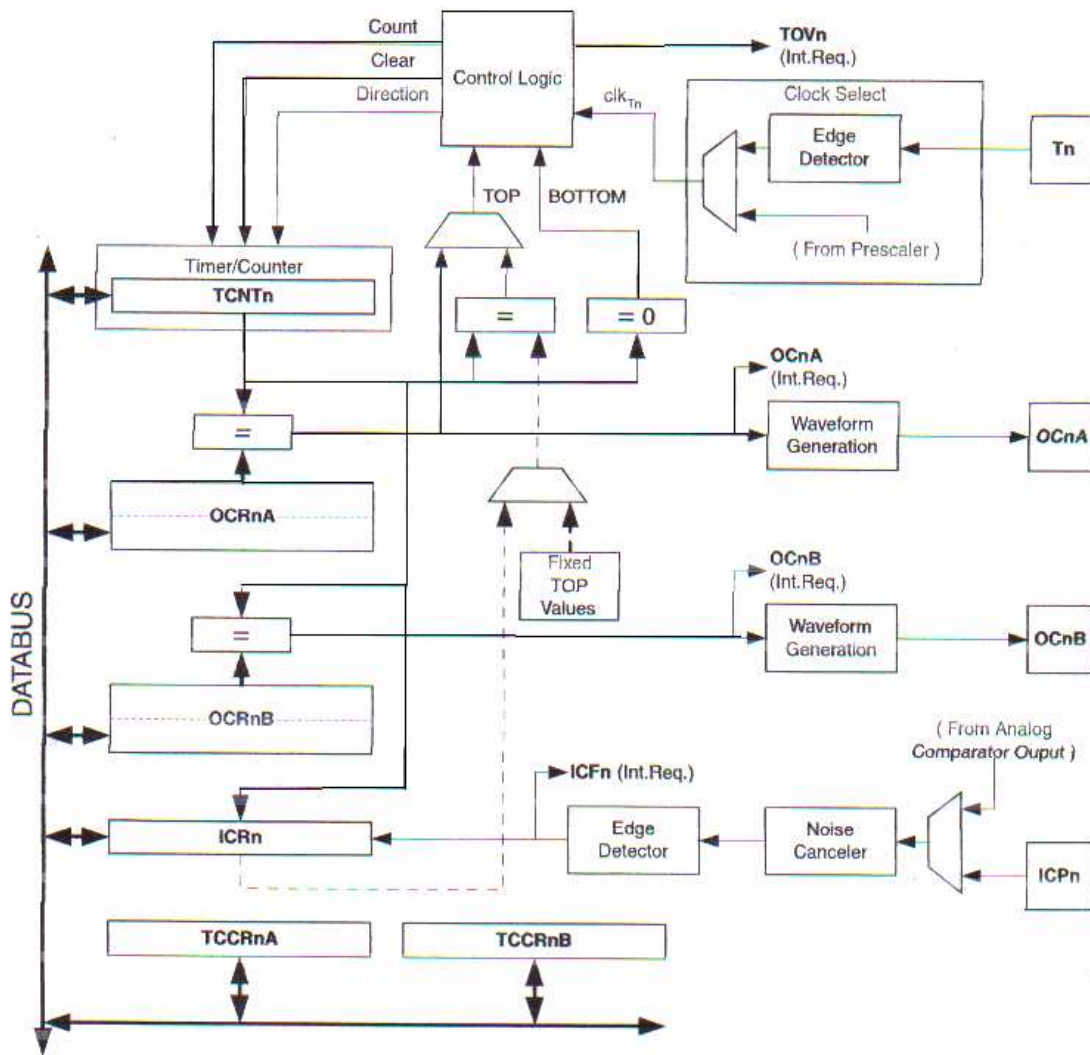 Count
TOVn
(Int.Req.)
Clear
Control Logic
Clock Select
Direction
clkTn
Edge
Detector
Tn
TOP
BOTTOM
( From Prescaler )
Timer/Counter
TCNTn
=
= 0
OCnA
(Int.Req.)
=
Waveform
Generation
OCnA
OCRnA
Fixed
TOP
Values
OCnB
(Int.Req.)
=
Waveform
Generation
OCnB
DATABUS
OCRnB
( From Analog
Comparator Ouput )
ICFn (Int.Req.)
ICRn
Edge
Detector
Noise
Canceler
ICPn
TCCRnA
TCCRnB